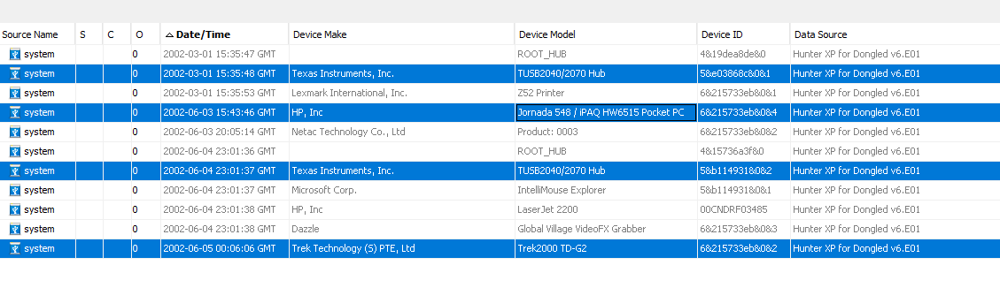 Source Name S C O Date/Time Device Make Device Model Device ID Data Source
system 0 2002-03-01 15:35:47 GMT ROOT_HUB 4&19dea8de&0 Hunter XP for Dongled v6.E01
system 0 2002-03-01 15:35:48 GMT Texas Instruments, Inc. TUSB2040/2070 Hub 5&e03868c&0&1 Hunter XP for Dongled v6.E01
system 0 2002-03-01 15:35:53 GMT Lexmark International, Inc. Z52 Printer 6&215733eb&0&1 Hunter XP for Dongled v6.E01
system 0 2002-06-03 15:43:46 GMT HP, Inc Jornada 548 / iPAQ HW6515 Pocket PC 6&215733eb&0&4 Hunter XP for Dongled v6.E01
system 0 2002-06-03 20:05:14 GMT Netac Technology Co., Ltd Product: 0003 6&215733eb&0&2 Hunter XP for Dongled v6.E01
system 0 2002-06-04 23:01:36 GMT ROOT_HUB 4&15736a3f&0 Hunter XP for Dongled v6.E01
system 0 2002-06-04 23:01:37 GMT Texas Instruments, Inc. TUSB2040/2070 Hub 5&b114931&0&2 Hunter XP for Dongled v6.E01
system 0 2002-06-04 23:01:37 GMT Microsoft Corp. IntelliMouse Explorer 5&b114931&0&1 Hunter XP for Dongled v6.E01
system 0 2002-06-04 23:01:38 GMT HP, Inc LaserJet 2200 00CNDRF03485 Hunter XP for Dongled v6.E01
system 0 2002-06-04 23:01:38 GMT Dazzle Global Village VideoFX Grabber 6&215733eb&0&3 Hunter XP for Dongled v6.E01
system 0 2002-06-05 00:06:06 GMT Trek Technology (S) PTE, Ltd Trek2000 TD-G2 6&215733eb&0&2 Hunter XP for Dongled v6.E01